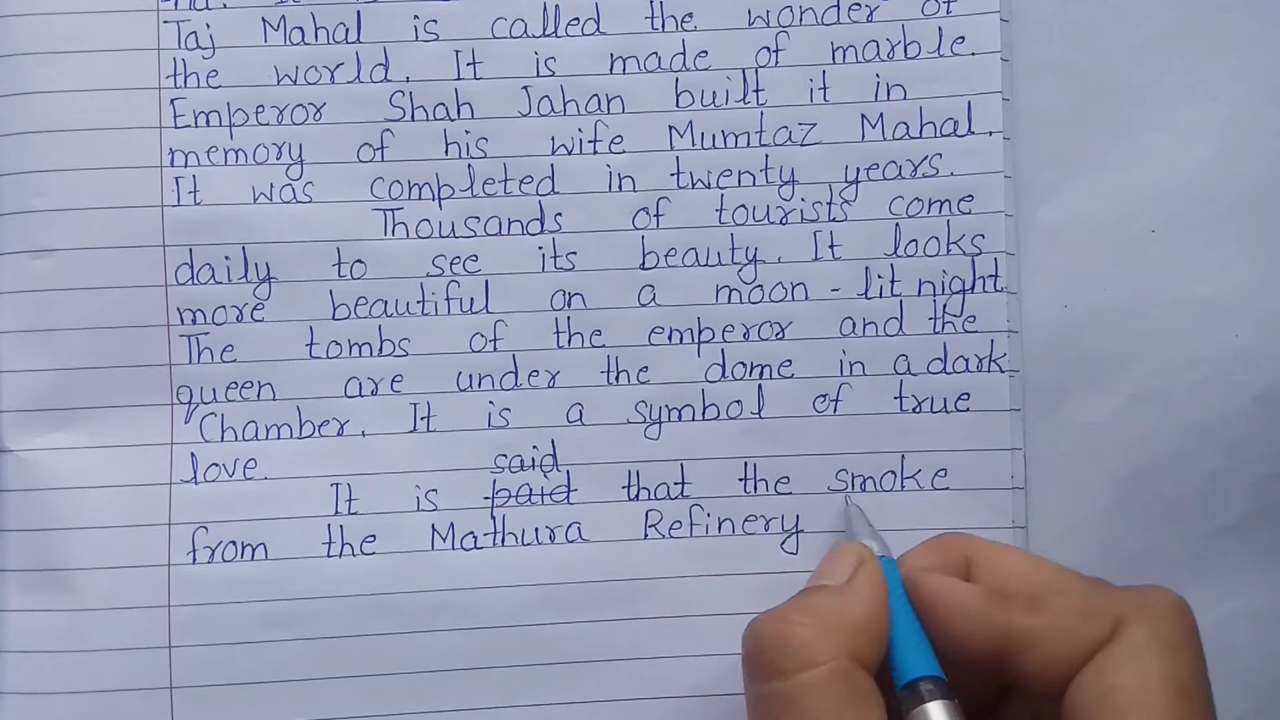 Taj Mahal is called the wonder of
the world. It is made of marble.
Emperor Shah Jahan built it in
memory of his wife Mumtaz Mahal.
It was completed in twenty years.
Thousands of tourists come
daily to see its beauty. It looks
more beautiful on a moon - lit night
The tombs of the emperor and the
queen are under the dome in a dark
Chamber. It is a symbol of true
love.
said
It is paid that the smoke
from the Mathura Refinery